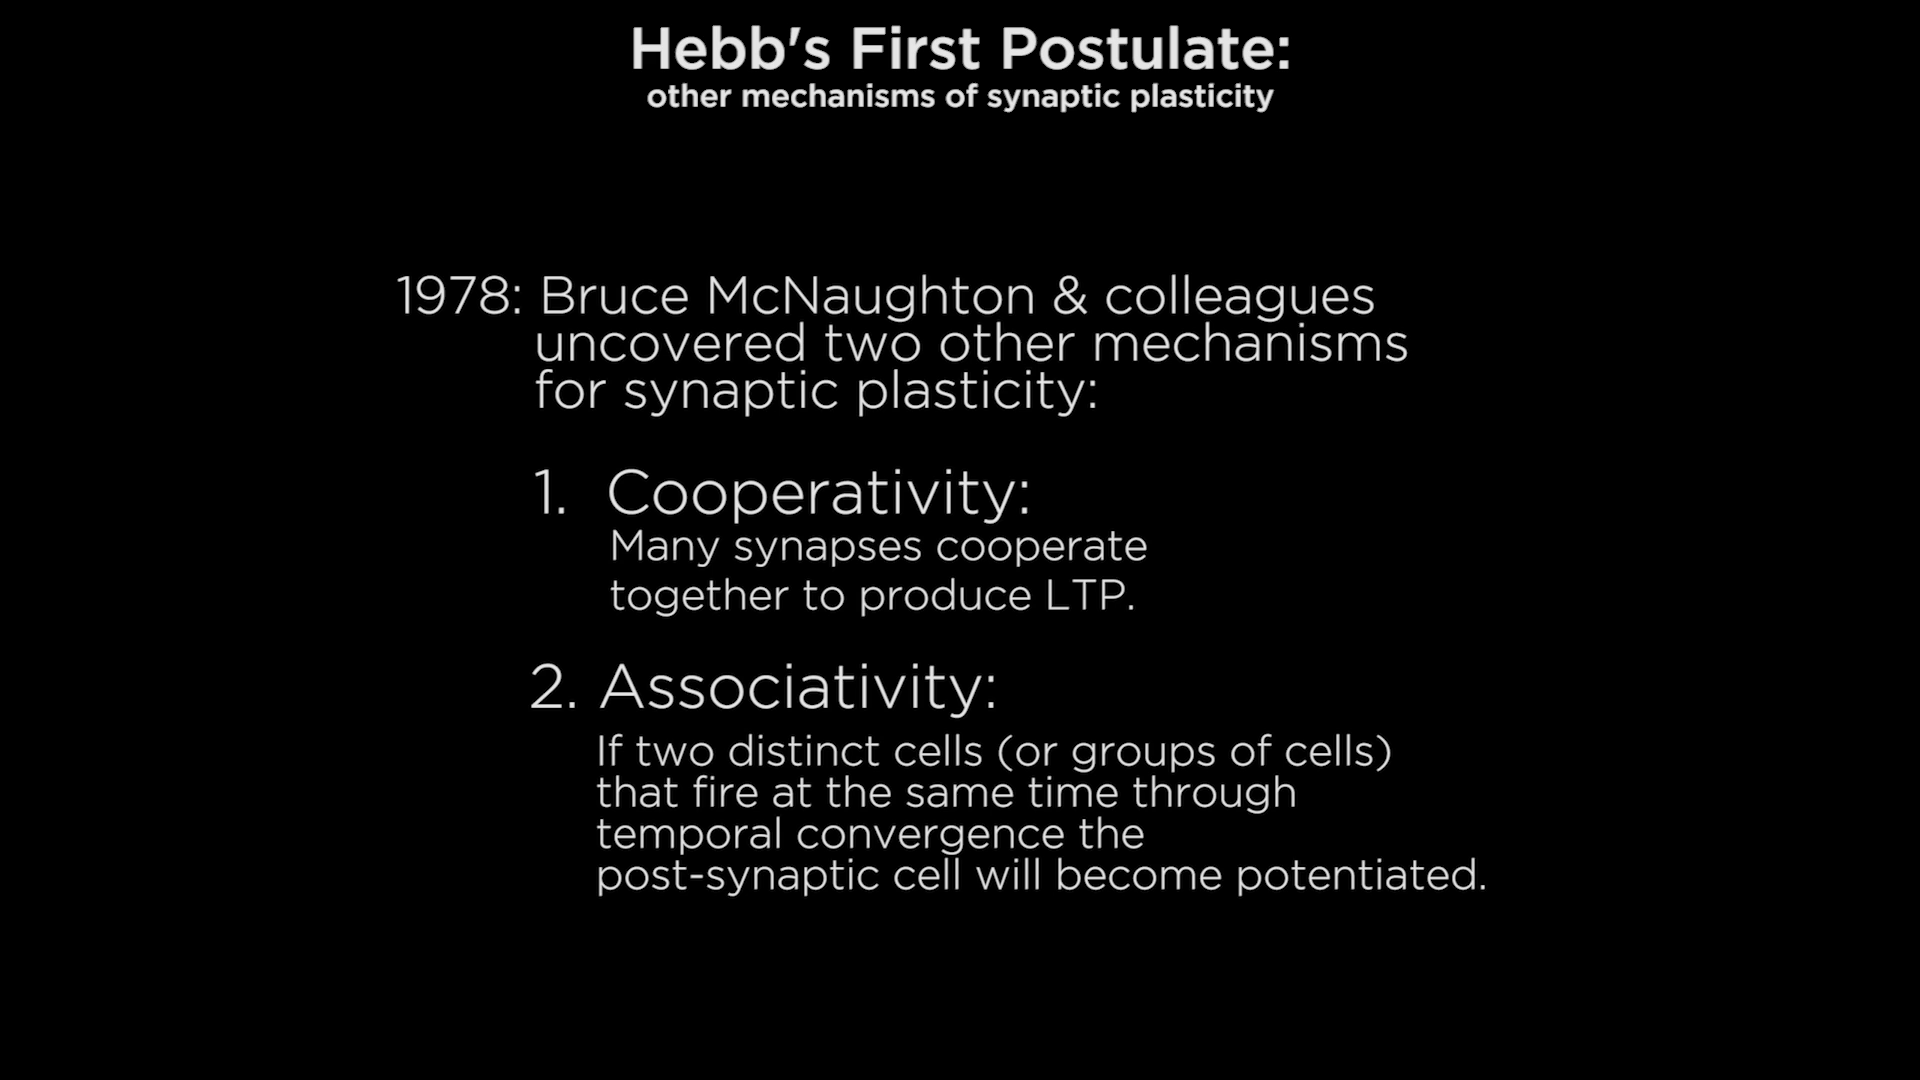 Hebb's First Postulate:
other mechanisms of synaptic plasticity
1978: Bruce McNaughton & colleagues
uncovered two other mechanisms
for synaptic plasticity:
1. Cooperativity:
Many synapses cooperate
together to produce LTP.
2. Associativity:
If two distinct cells (or groups of cells)
that fire at the same time through
temporal convergence the
post-synaptic cell will become potentiated.